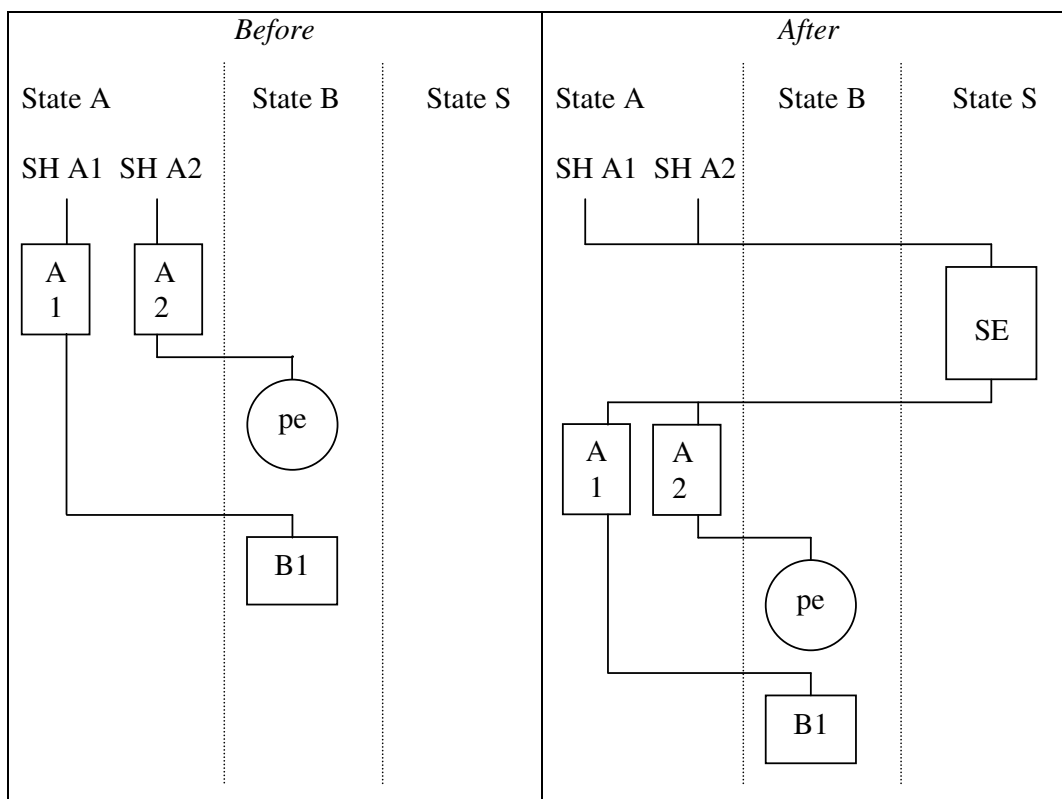 Before
State A State B State S
SH A1 SH A2
A
1
A
2
pe
B1
After
State A State B State S
SH A1 SH A2
SE
A
1
A
2
pe
B1